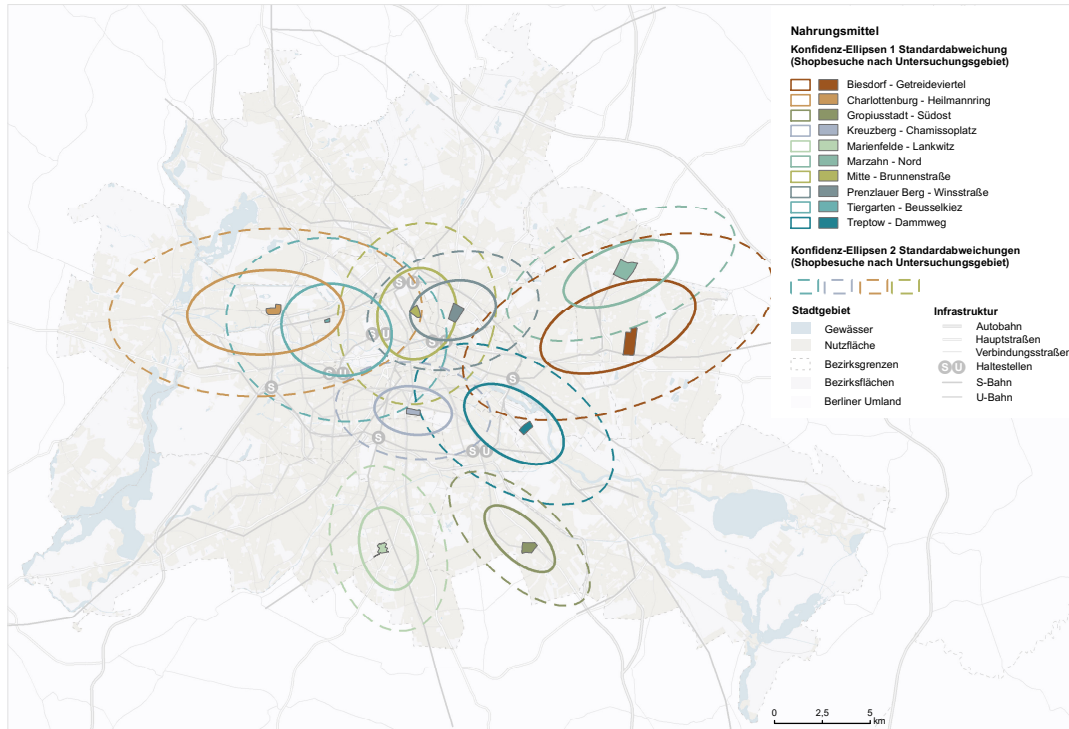 Nahrungsmittel
Konfidenz-Ellipsen 1 Standardabweichung
(Shopbesuche nach Untersuchungsgebiet)
Biesdorf - Getreideviertel
Charlottenburg - Heilmannring
Gropiusstadt - Südost
Kreuzberg - Chamissoplatz
Marienfelde - Lankwitz
Marzahn - Nord
Mitte - Brunnenstraße
Prenzlauer Berg - Winsstraße
Tiergarten - Beusselkiez
Treptow - Dammweg
Konfidenz-Ellipsen 2 Standardabweichungen
(Shopbesuche nach Untersuchungsgebiet)
Stadtgebiet
Gewässer
Nutzfläche
Bezirksgrenzen
Bezirksflächen
Berliner Umland
Infrastruktur
Autobahn
Hauptstraßen
Verbindungsstraßen
S U Haltestellen
S-Bahn
U-Bahn
S U
S U
S U
S U
S
S
S
S U
0 2,5 5
km